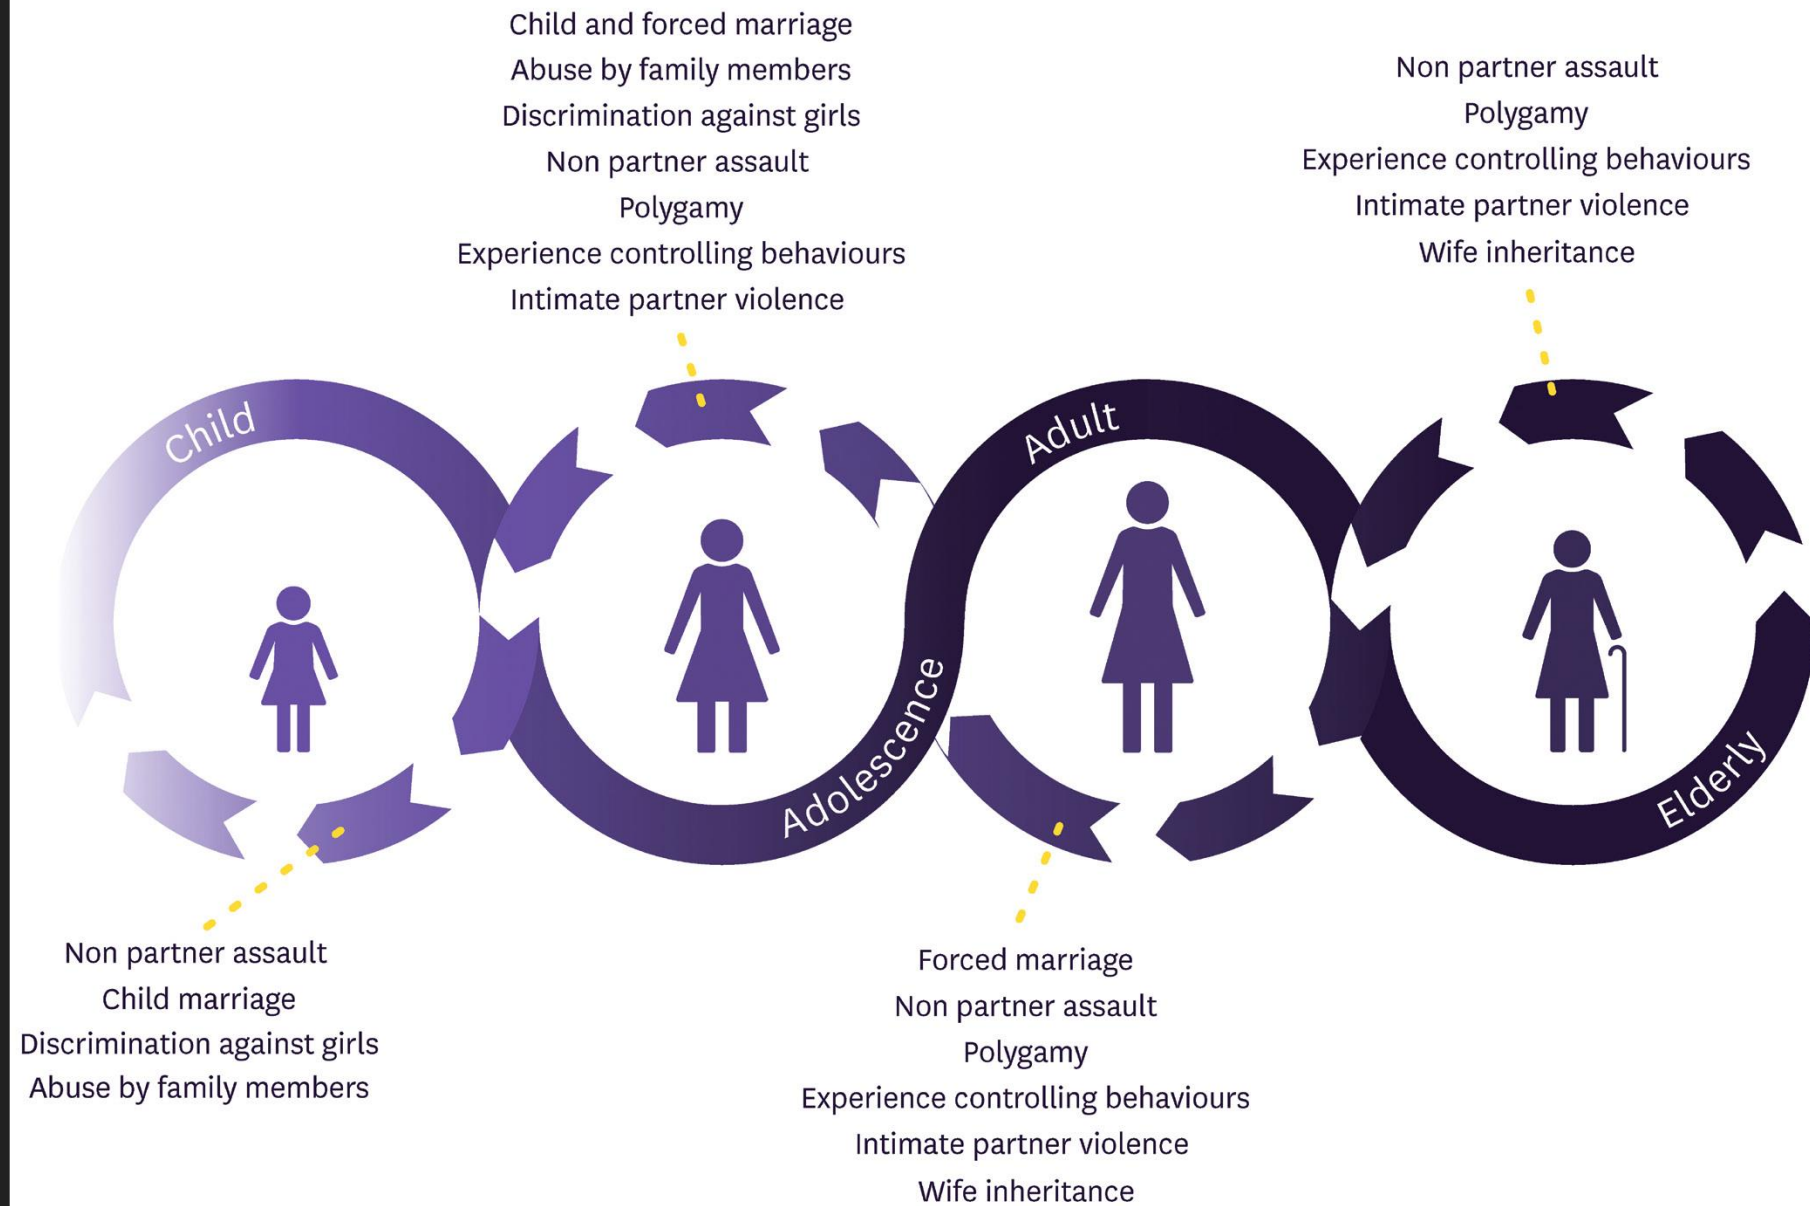 Child and forced marriage
Abuse by family members
Discrimination against girls
Non partner assault
Polygamy
Experience controlling behaviours
Intimate partner violence
Non partner assault
Polygamy
Experience controlling behaviours
Intimate partner violence
Wife inheritance
Child
Adolescence
Adult
Elderly
Non partner assault
Child marriage
Discrimination against girls
Abuse by family members
Forced marriage
Non partner assault
Polygamy
Experience controlling behaviours
Intimate partner violence
Wife inheritance